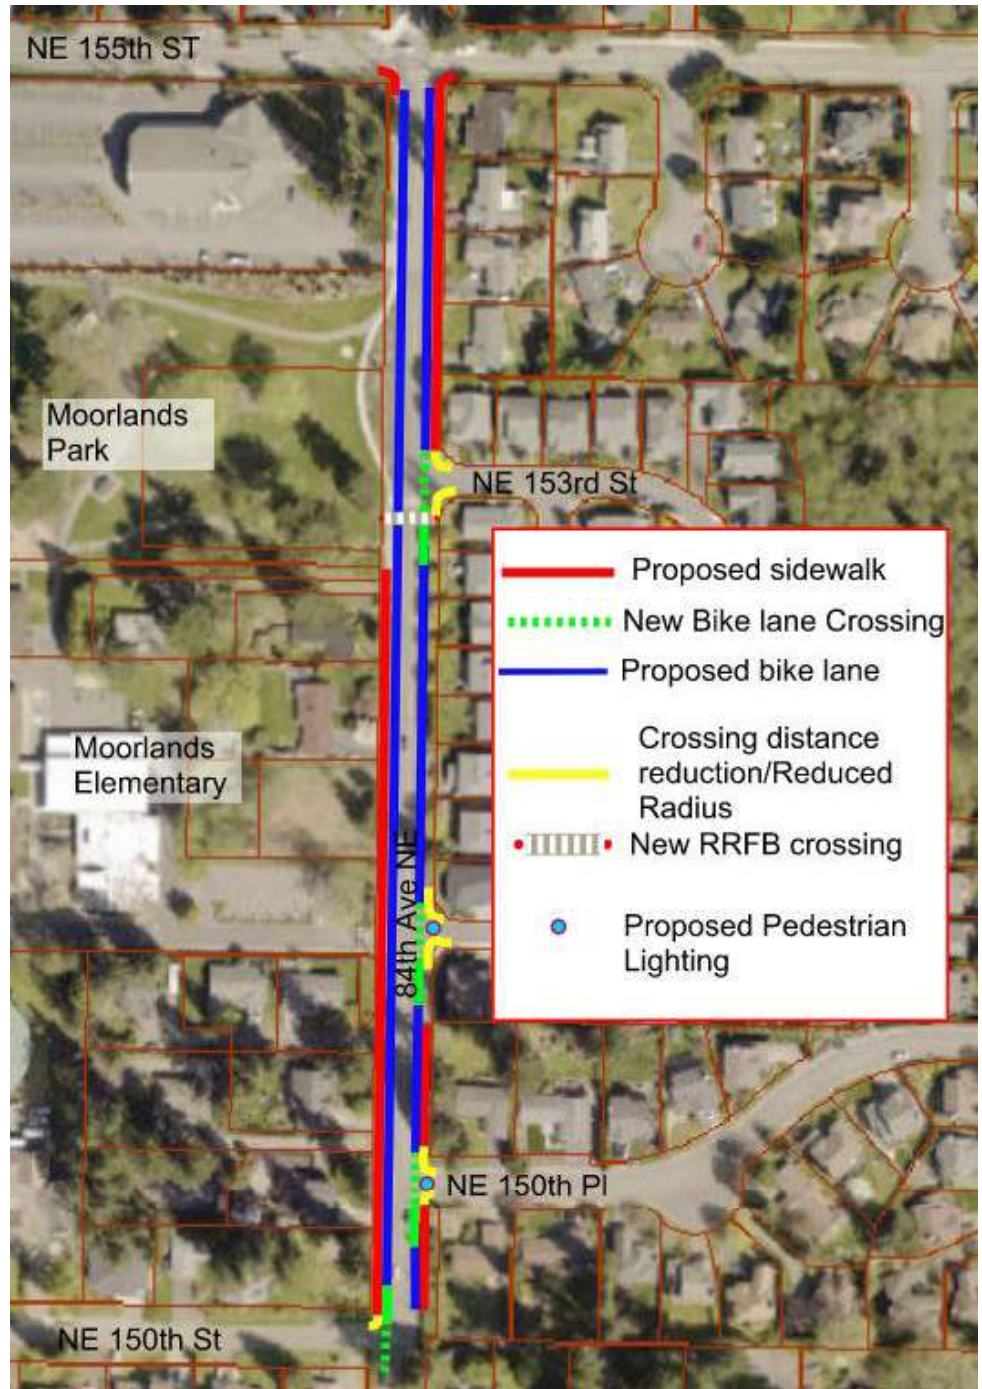 NE 155th ST
Moorlands
Park
NE 153rd St
Proposed sidewalk
New Bike lane Crossing
Proposed bike lane
Crossing distance
reduction/Reduced
Radius
New RRFB crossing
Proposed Pedestrian
Lighting
Moorlands
Elementary
84th Ave NE
NE 150th Pl
NE 150th St